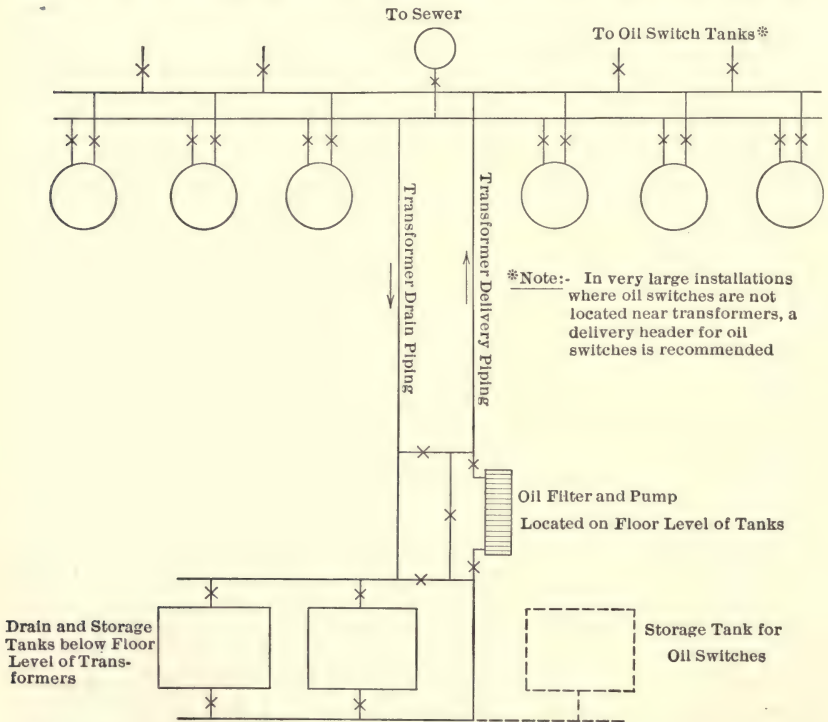 To Sewer
To Oil Switch Tanks*
Transformer Drain Piping
Transformer Delivery Piping
*Note:- In very large installations
where oil switches are not
located near transformers, a
delivery header for oil
switches is recommended
Oil Filter and Pump
Located on Floor Level of Tanks
Drain and Storage
Tanks below Floor
Level of Trans-
formers
Storage Tank for
Oil Switches